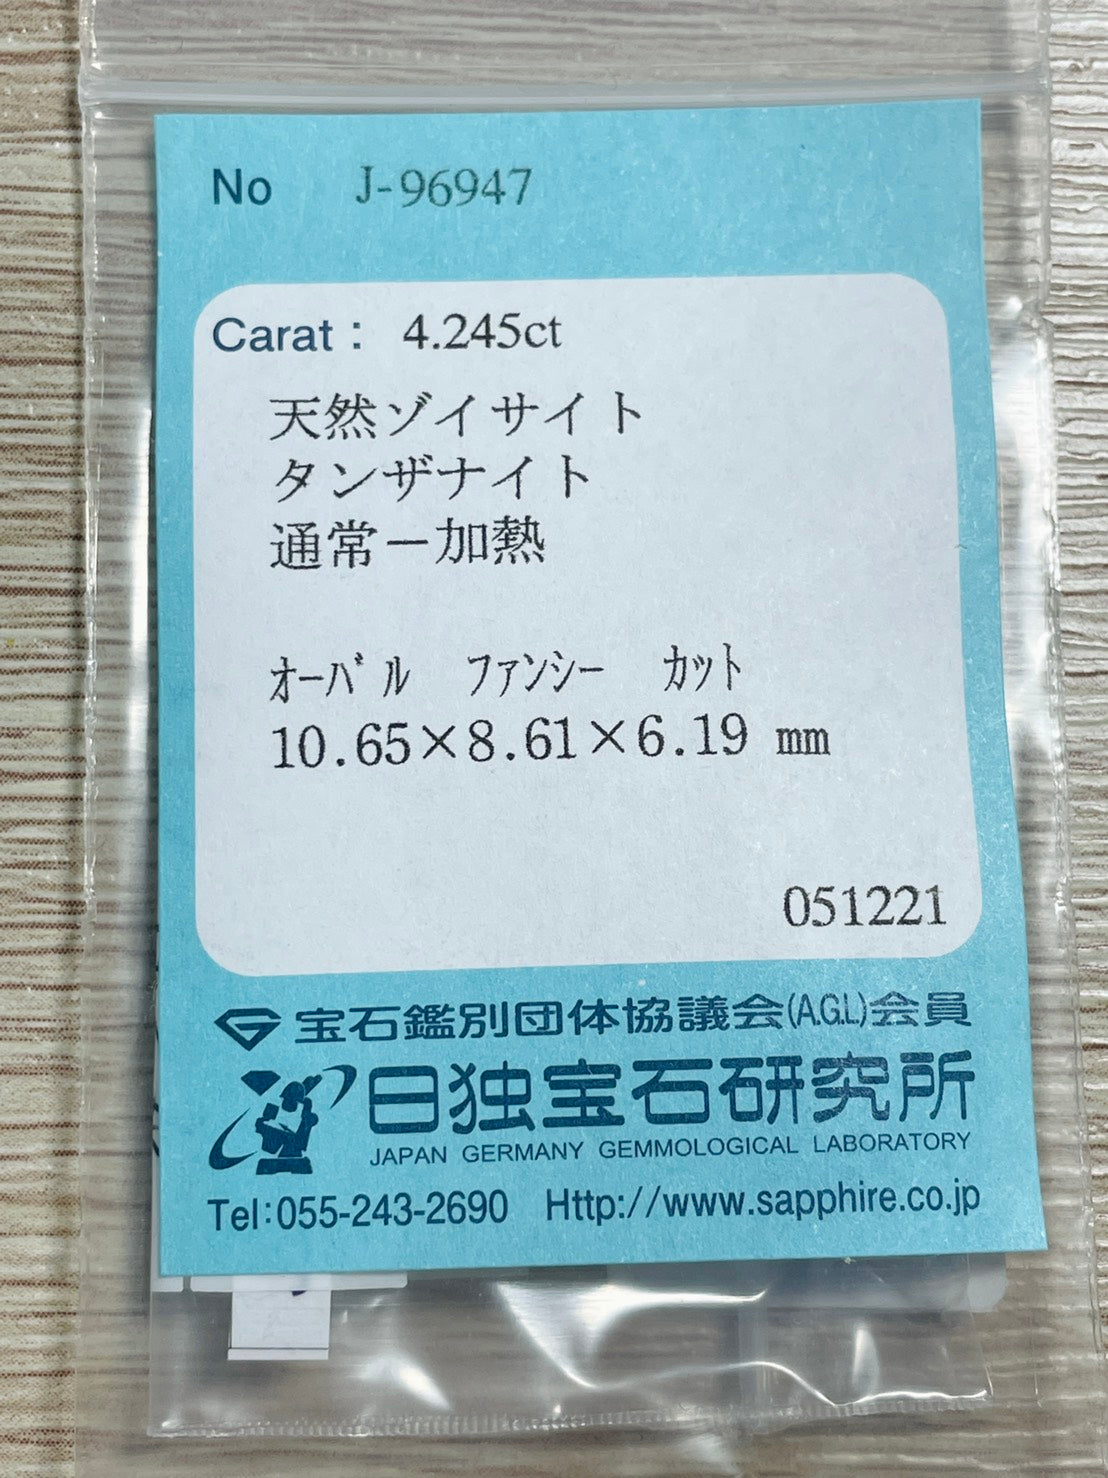 No J-96947
Carat： 4.245ct
天然ゾイサイト
タンザナイト
通常－加熱
ｵｰﾊﾞﾙ ﾌｧﾝｼｰ ｶｯﾄ
10.65×8.61×6.19 mm
051221
宝石鑑別団体協議会(A.G.L)会員
日独宝石研究所
JAPAN GERMANY GEMMOLOGICAL LABORATORY
Tel:055-243-2690 Http://www.sapphire.co.jp